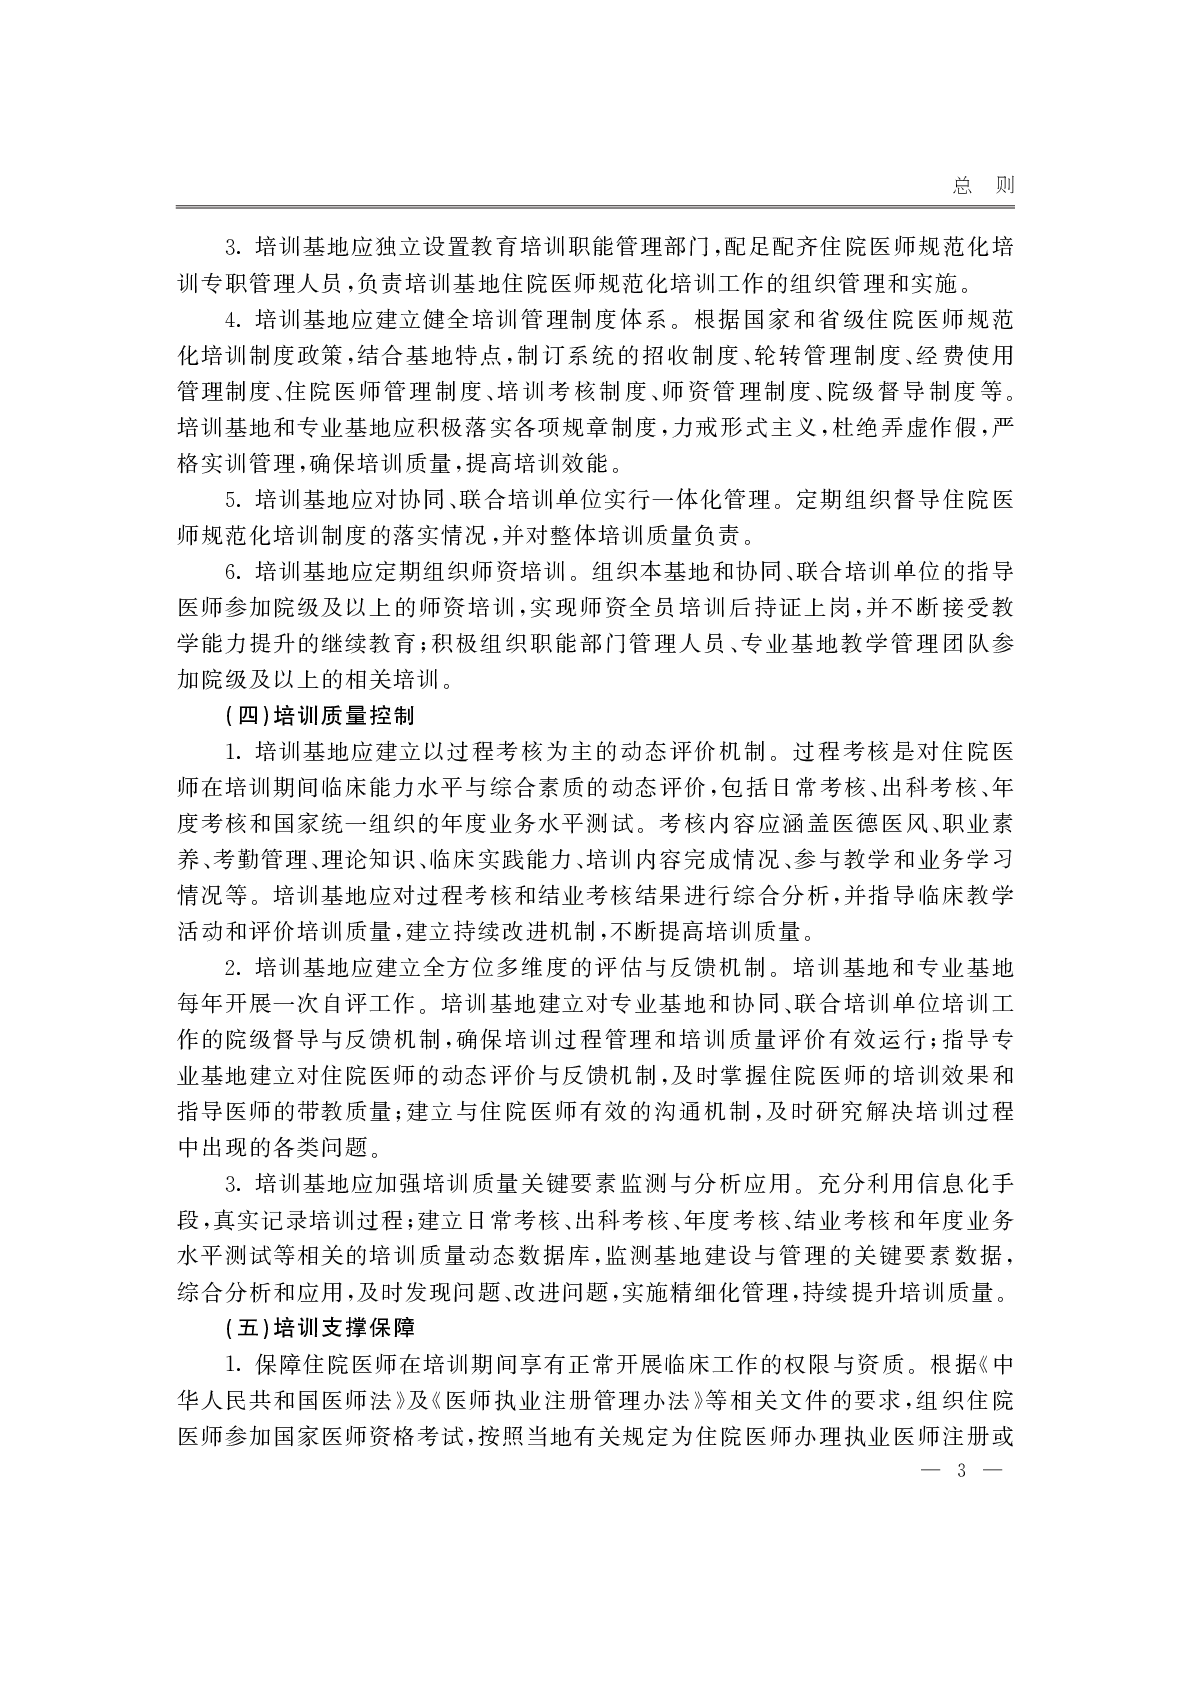 总　则
3. 培训基地应独立设置教育培训职能管理部门,配足配齐住院医师规范化培
训专职管理人员,负责培训基地住院医师规范化培训工作的组织管理和实施。
4. 培训基地应建立健全培训管理制度体系。根据国家和省级住院医师规范
化培训制度政策,结合基地特点,制订系统的招收制度、轮转管理制度、经费使用
管理制度、住院医师管理制度、培训考核制度、师资管理制度、院级督导制度等。
培训基地和专业基地应积极落实各项规章制度,力戒形式主义,杜绝弄虚作假,严
格实训管理,确保培训质量,提高培训效能。
5. 培训基地应对协同、联合培训单位实行一体化管理。定期组织督导住院医
师规范化培训制度的落实情况,并对整体培训质量负责。
6. 培训基地应定期组织师资培训。组织本基地和协同、联合培训单位的指导
医师参加院级及以上的师资培训,实现师资全员培训后持证上岗,并不断接受教
学能力提升的继续教育;积极组织职能部门管理人员、专业基地教学管理团队参
加院级及以上的相关培训。
(四)培训质量控制
1. 培训基地应建立以过程考核为主的动态评价机制。过程考核是对住院医
师在培训期间临床能力水平与综合素质的动态评价,包括日常考核、出科考核、年
度考核和国家统一组织的年度业务水平测试。考核内容应涵盖医德医风、职业素
养、考勤管理、理论知识、临床实践能力、培训内容完成情况、参与教学和业务学习
情况等。培训基地应对过程考核和结业考核结果进行综合分析,并指导临床教学
活动和评价培训质量,建立持续改进机制,不断提高培训质量。
2. 培训基地应建立全方位多维度的评估与反馈机制。培训基地和专业基地
每年开展一次自评工作。培训基地建立对专业基地和协同、联合培训单位培训工
作的院级督导与反馈机制,确保培训过程管理和培训质量评价有效运行;指导专
业基地建立对住院医师的动态评价与反馈机制,及时掌握住院医师的培训效果和
指导医师的带教质量;建立与住院医师有效的沟通机制,及时研究解决培训过程
中出现的各类问题。
3. 培训基地应加强培训质量关键要素监测与分析应用。充分利用信息化手
段,真实记录培训过程;建立日常考核、出科考核、年度考核、结业考核和年度业务
水平测试等相关的培训质量动态数据库,监测基地建设与管理的关键要素数据,
综合分析和应用,及时发现问题、改进问题,实施精细化管理,持续提升培训质量。
(五)培训支撑保障
1. 保障住院医师在培训期间享有正常开展临床工作的权限与资质。根据《中
华人民共和国医师法》及《医师执业注册管理办法》等相关文件的要求,组织住院
医师参加国家医师资格考试,按照当地有关规定为住院医师办理执业医师注册或
— 3 —